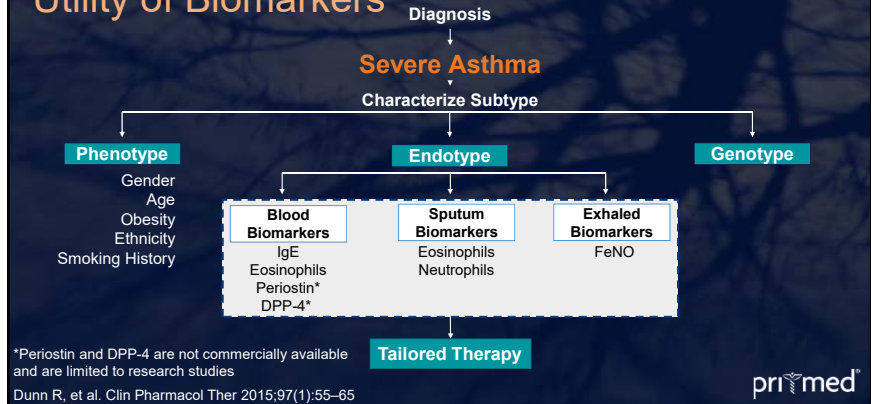 Utility of Biomarkers
Diagnosis
Severe Asthma
Characterize Subtype
Phenotype
Gender
Age
Obesity
Ethnicity
Smoking History
Endotype
Genotype
Blood
Biomarkers
IgE
Eosinophils
Periostin*
DPP-4*
Sputum
Biomarkers
Eosinophils
Neutrophils
Exhaled
Biomarkers
FeNO
Tailored Therapy
*Periostin and DPP-4 are not commercially available
and are limited to research studies
Dunn R, et al. Clin Pharmacol Ther 2015;97(1):55–65
primed®